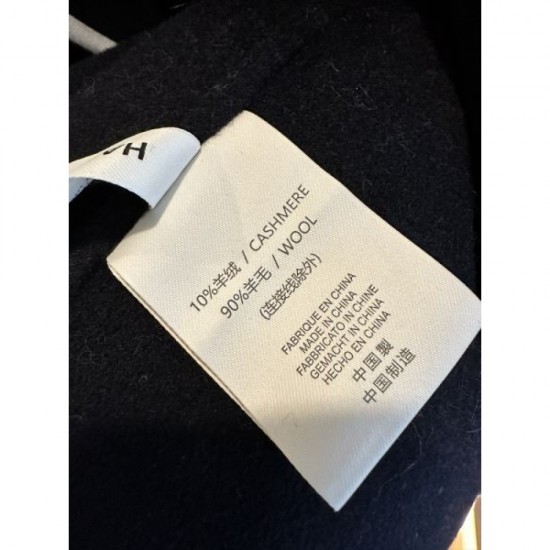 10%羊绒 / CASHMERE
90%羊毛 / WOOL
(连接线除外)
FABRIQUE EN CHINA
MADE IN CHINA
FABBRICATO IN CHINE
GEMACHT IN CHINA
HECHO EN CHINA
中国製
中国制造